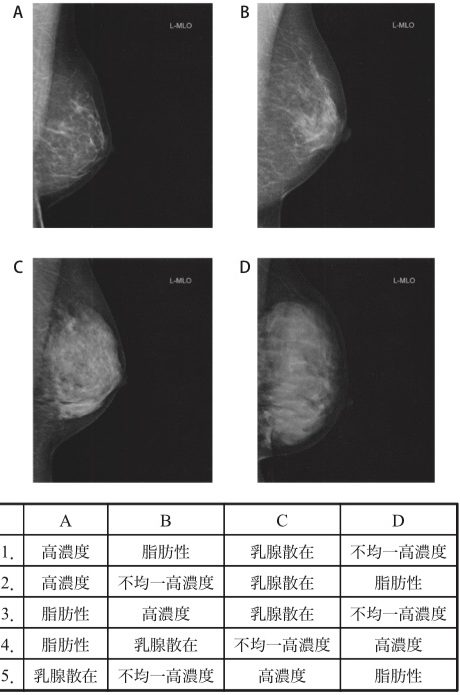 A
L-MLO
B
L-MLO
C
L-MLO
D
L-MLO
A B C D
1. 高濃度 脂肪性 乳腺散在 不均一高濃度
2. 高濃度 不均一高濃度 乳腺散在 脂肪性
3. 脂肪性 高濃度 乳腺散在 不均一高濃度
4. 脂肪性 乳腺散在 不均一高濃度 高濃度
5. 乳腺散在 不均一高濃度 高濃度 脂肪性